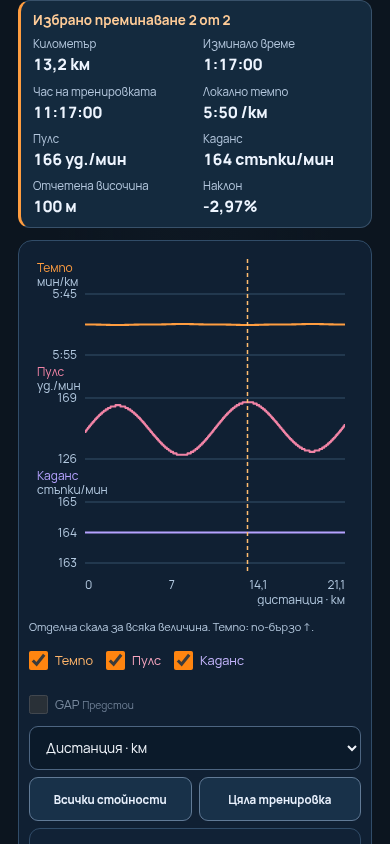 Избрано преминаване 2 от 2
Километър Изминало време
13,2 км 1:17:00
Час на тренировката Локално темпо
11:17:00 5:50 /км
Пулс Каданс
166 уд./мин 164 стъпки/мин
Отчетена височина Наклон
100 м -2,97%
Темпо
мин/км
5:45
5:55
Пулс
уд./мин
169
126
Каданс
стъпки/мин
165
164
163
0 7 14,1 21,1
дистанция · км
Отделна скала за всяка величина. Темпо: по-бързо ↑.
Темпо Пулс Каданс
GAP Предстои
Дистанция · км
Всички стойности Цяла тренировка